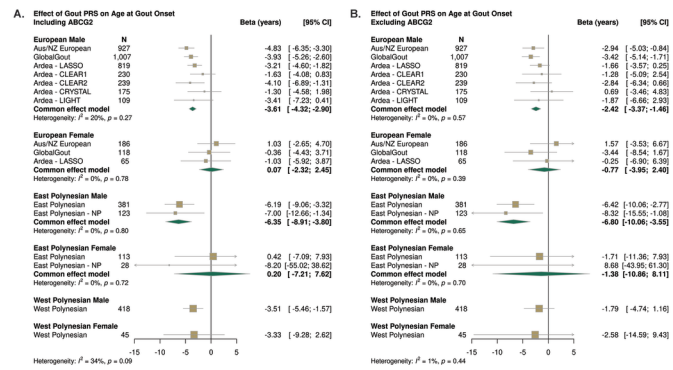 A. Effect of Gout PRS on Age at Gout Onset
Beta (years) [95% CI]
European Male N
Aus/NZ European 927 -4.83 [-6.35; -3.30]
GlobalGout 1,007 -3.93 [-5.26; -2.60]
Ardea - LASSO 819 -3.21 [-4.60; -1.82]
Ardea - CLEAR1 230 -1.63 [-4.08; 0.83]
Ardea - CLEAR2 239 -4.10 [-6.89; -1.31]
Ardea - CRYSTAL 175 -1.30 [-4.58; 1.98]
Ardea - LIGHT 109 -3.41 [-7.23; 0.41]
Common effect model -3.61 [-4.32; -2.90]
Heterogeneity: I² = 20%, p = 0.27
European Female
Aus/NZ European 186 1.03 [-2.65; 4.70]
GlobalGout 118 -0.36 [-4.43; 3.71]
Ardea - LASSO 65 -1.03 [-5.92; 3.87]
Common effect model 0.07 [-2.32; 2.45]
Heterogeneity: I² = 0%, p = 0.78
East Polynesian Male
East Polynesian 381 -6.19 [-9.06; -3.32]
East Polynesian - NP 123 -7.00 [-12.66; -1.34]
Common effect model -6.35 [-8.91; -3.80]
Heterogeneity: I² = 0%, p = 0.80
East Polynesian Female
East Polynesian 113 0.42 [-7.09; 7.93]
East Polynesian - NP 28 -8.20 [-55.02; 38.62]
Common effect model 0.20 [-7.21; 7.62]
Heterogeneity: I² = 0%, p = 0.72
West Polynesian Male
West Polynesian 418 -3.51 [-5.46; -1.57]
West Polynesian Female
West Polynesian 45 -3.33 [-9.28; 2.62]
-15 -10 -5 0 5
Heterogeneity: I² = 34%, p = 0.09
B. Effect of Gout PRS on Age at Gout Onset
Excluding ABCG2
Beta (years) [95% CI]
European Male N
Aus/NZ European 927 -2.94 [-5.03; -0.84]
GlobalGout 1,007 -3.42 [-5.14; -1.71]
Ardea - LASSO 819 -1.66 [-3.57; 0.25]
Ardea - CLEAR1 230 -1.28 [-5.09; 2.54]
Ardea - CLEAR2 239 -2.84 [-6.34; 0.66]
Ardea - CRYSTAL 175 0.69 [-3.46; 4.83]
Ardea - LIGHT 109 -1.87 [-6.66; 2.93]
Common effect model -2.42 [-3.37; -1.46]
Heterogeneity: I² = 0%, p = 0.57
European Female
Aus/NZ European 186 1.57 [-3.53; 6.67]
GlobalGout 118 -3.44 [-8.54; 1.67]
Ardea - LASSO 65 -0.25 [-6.90; 6.39]
Common effect model -0.77 [-3.95; 2.40]
Heterogeneity: I² = 0%, p = 0.39
East Polynesian Male
East Polynesian 381 -6.42 [-10.06; -2.77]
East Polynesian - NP 123 -8.32 [-15.55; -1.08]
Common effect model -6.80 [-10.06; -3.55]
Heterogeneity: I² = 0%, p = 0.65
East Polynesian Female
East Polynesian 113 -1.71 [-11.36; 7.93]
East Polynesian - NP 28 8.68 [-43.95; 61.30]
Common effect model -1.38 [-10.86; 8.11]
Heterogeneity: I² = 0%, p = 0.70
West Polynesian Male
West Polynesian 418 -1.79 [-4.74; 1.16]
West Polynesian Female
West Polynesian 45 -2.58 [-14.59; 9.43]
-15 -10 -5 0 5
Heterogeneity: I² = 1%, p = 0.44